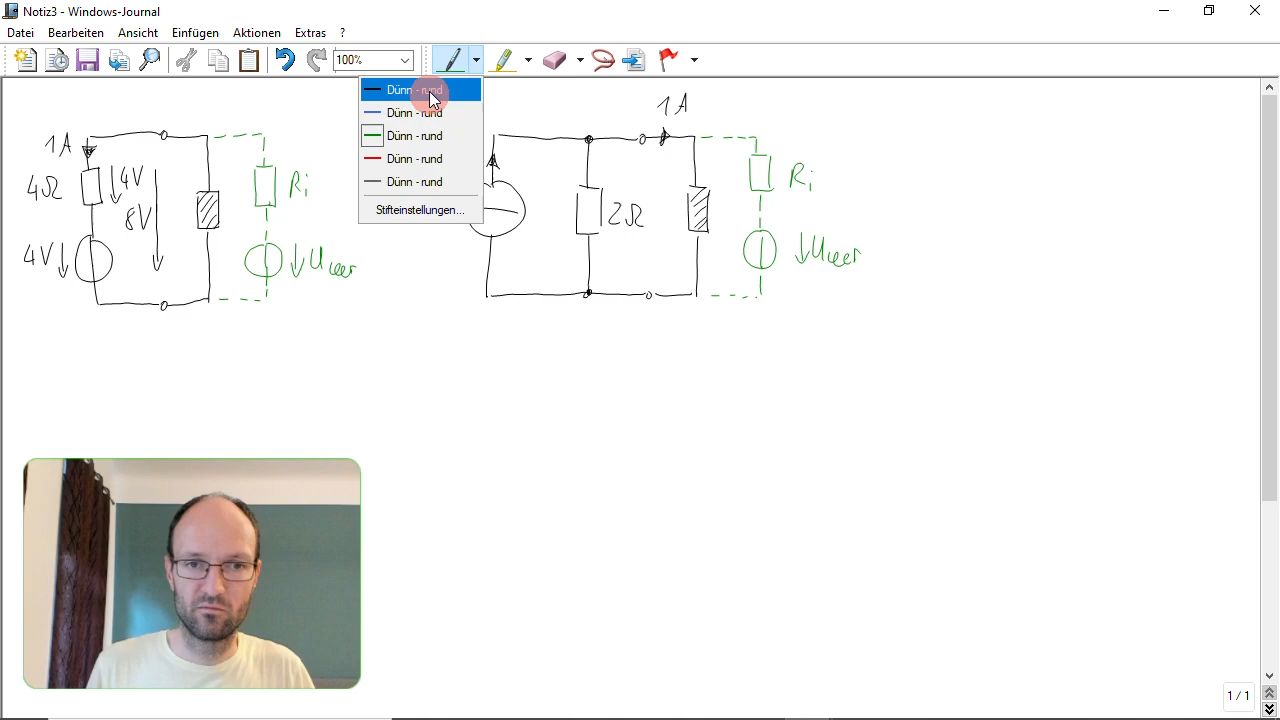 Notiz3 - Windows-Journal
Datei Bearbeiten Ansicht Einfügen Aktionen Extras ?
100%
Dünn - rund
Dünn - rund
Dünn - rund
Dünn - rund
Dünn - rund
Stifteinstellungen...
1A
4Ω
4V
8V
4V
Ri
Uleer
1A
2Ω
Ri
Uleer
1 / 1